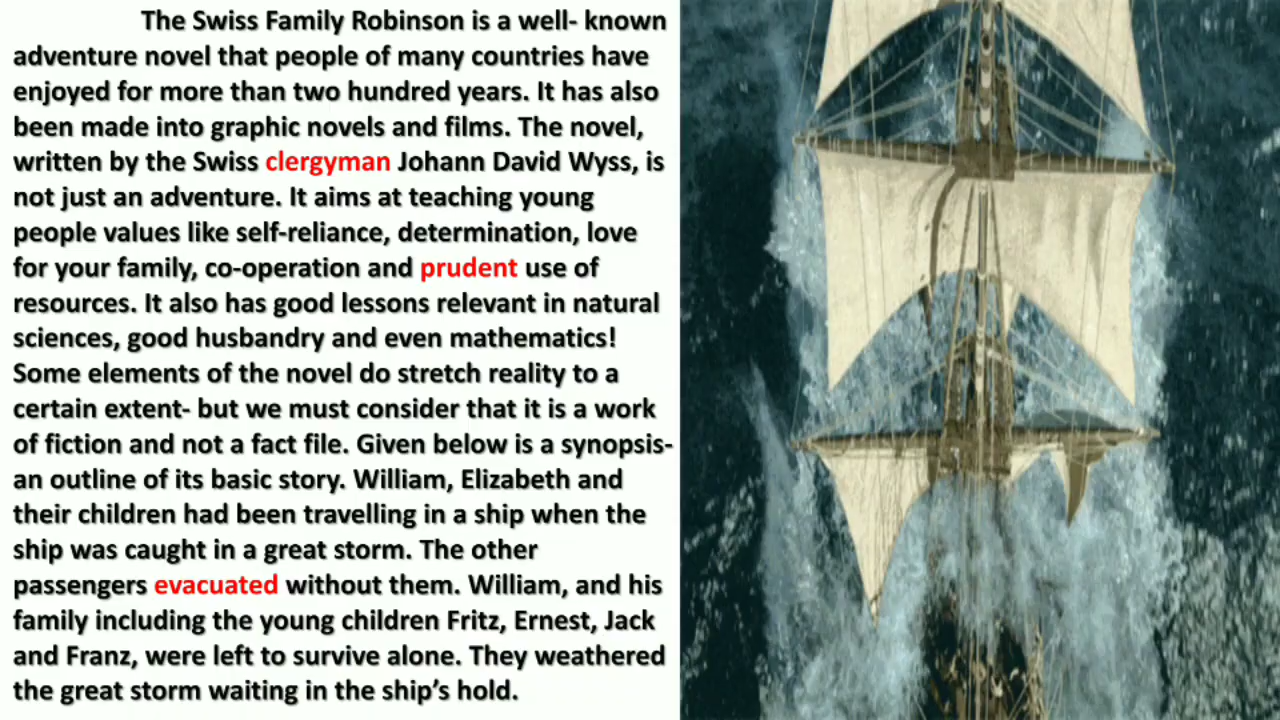 The Swiss Family Robinson is a well- known
adventure novel that people of many countries have
enjoyed for more than two hundred years. It has also
been made into graphic novels and films. The novel,
written by the Swiss clergyman Johann David Wyss, is
not just an adventure. It aims at teaching young
people values like self-reliance, determination, love
for your family, co-operation and prudent use of
resources. It also has good lessons relevant in natural
sciences, good husbandry and even mathematics!
Some elements of the novel do stretch reality to a
certain extent- but we must consider that it is a work
of fiction and not a fact file. Given below is a synopsis-
an outline of its basic story. William, Elizabeth and
their children had been travelling in a ship when the
ship was caught in a great storm. The other
passengers evacuated without them. William, and his
family including the young children Fritz, Ernest, Jack
and Franz, were left to survive alone. They weathered
the great storm waiting in the ship’s hold.